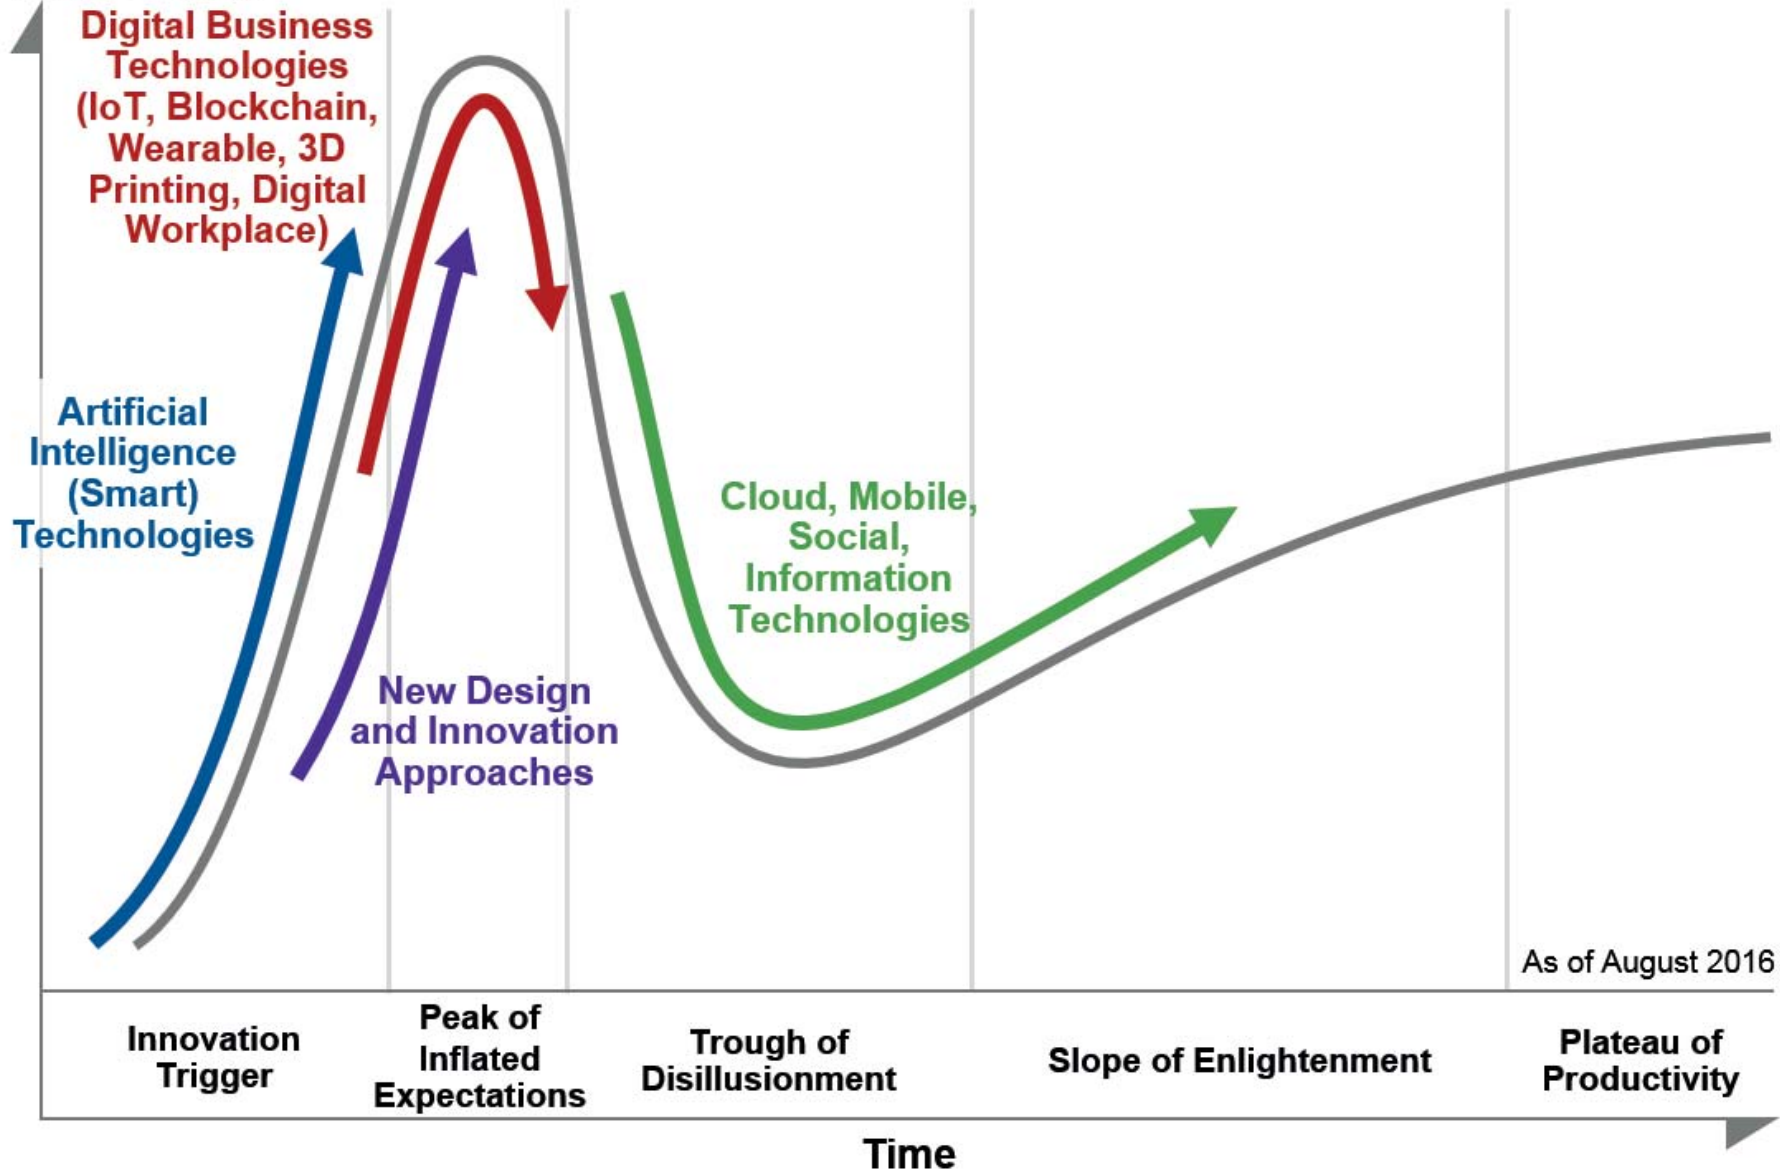 Digital Business
Technologies
(IoT, Blockchain,
Wearable, 3D
Printing, Digital
Workplace)
Artificial
Intelligence
(Smart)
Technologies
New Design
and Innovation
Approaches
Cloud, Mobile,
Social,
Information
Technologies
As of August 2016
Innovation
Trigger
Peak of
Inflated
Expectations
Trough of
Disillusionment
Slope of Enlightenment
Plateau of
Productivity
Time